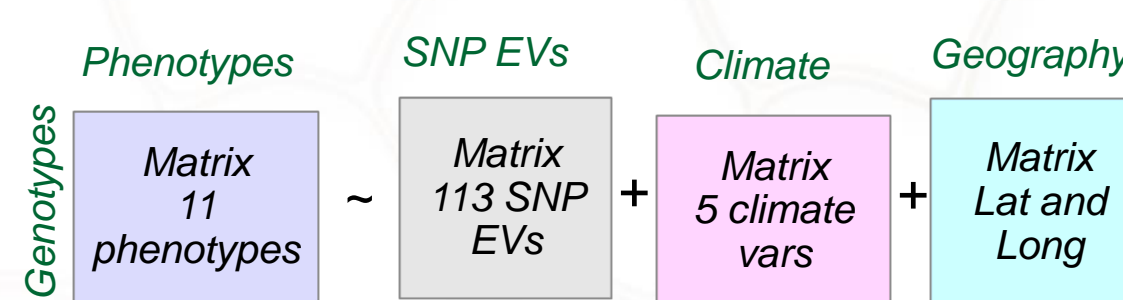 Phenotypes
SNP EVs
Climate
Geography
Genotypes
Matrix
11
phenotypes
~
Matrix
113 SNP
EVs
+
Matrix
5 climate
vars
+
Matrix
Lat and
Long